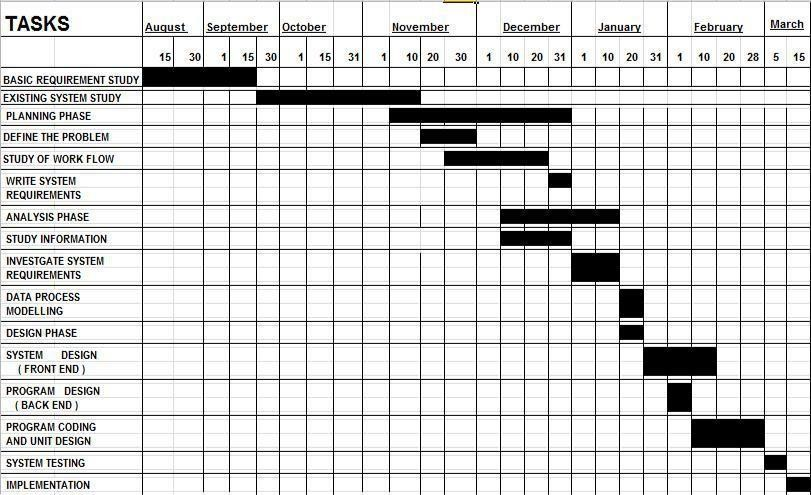 TASKS August September October November December January February March
15 30 1 15 30 1 15 31 1 10 20 30 1 10 20 31 1 10 20 31 1 10 20 28 5 15
BASIC REQUIREMENT STUDY
EXISTING SYSTEM STUDY
PLANNING PHASE
DEFINE THE PROBLEM
STUDY OF WORK FLOW
WRITE SYSTEM
REQUIREMENTS
ANALYSIS PHASE
STUDY INFORMATION
INVESTGATE SYSTEM
REQUIREMENTS
DATA PROCESS
MODELLING
DESIGN PHASE
SYSTEM DESIGN
( FRONT END )
PROGRAM DESIGN
( BACK END )
PROGRAM CODING
AND UNIT DESIGN
SYSTEM TESTING
IMPLEMENTATION